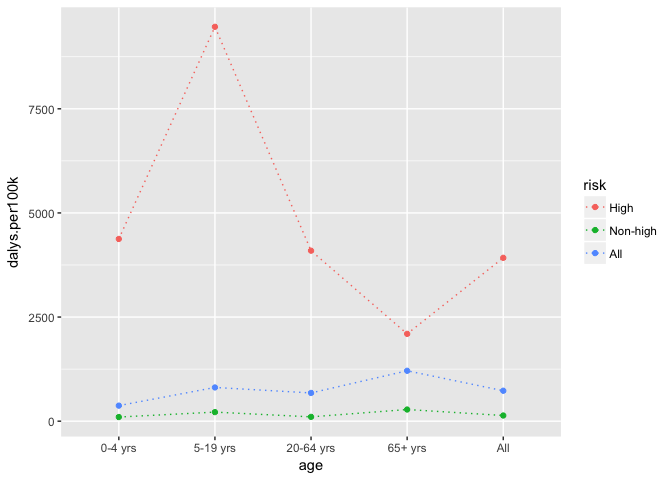 dalys.per100k
7500
5000
2500
0
0-4 yrs
5-19 yrs
20-64 yrs
65+ yrs
All
age
risk
High
Non-high
All